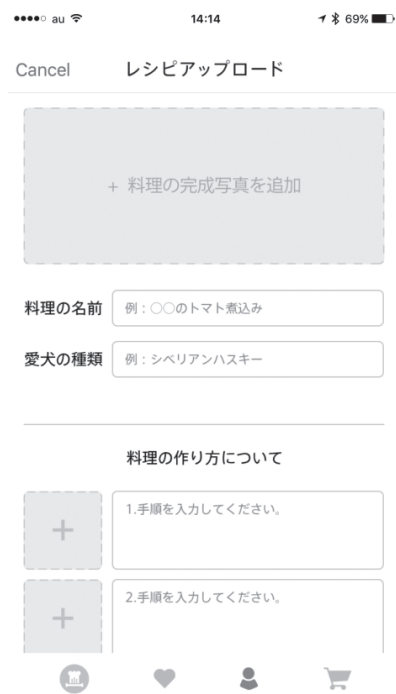 au 14:14 69%
Cancel レシピアップロード
+ 料理の完成写真を追加
料理の名前 例：○○のトマト煮込み
愛犬の種類 例：シベリアンハスキー
料理の作り方について
+ 1.手順を入力してください。
+ 2.手順を入力してください。